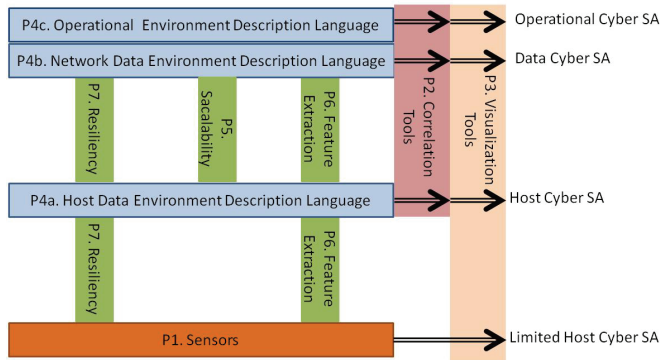 P4c. Operational  Environment Description Language
Operational Cyber SA
P4b. Network Data Environment Description Language
Data Cyber SA
P7. Resiliency
P5.
Sacalability
P6. Feature
Extraction
P2. Correlation
Tools
P3. Visualization
Tools
P4a. Host Data Environment Description Language
Host Cyber SA
P7. Resiliency
P6. Feature
Extraction
P1. Sensors
Limited Host Cyber SA